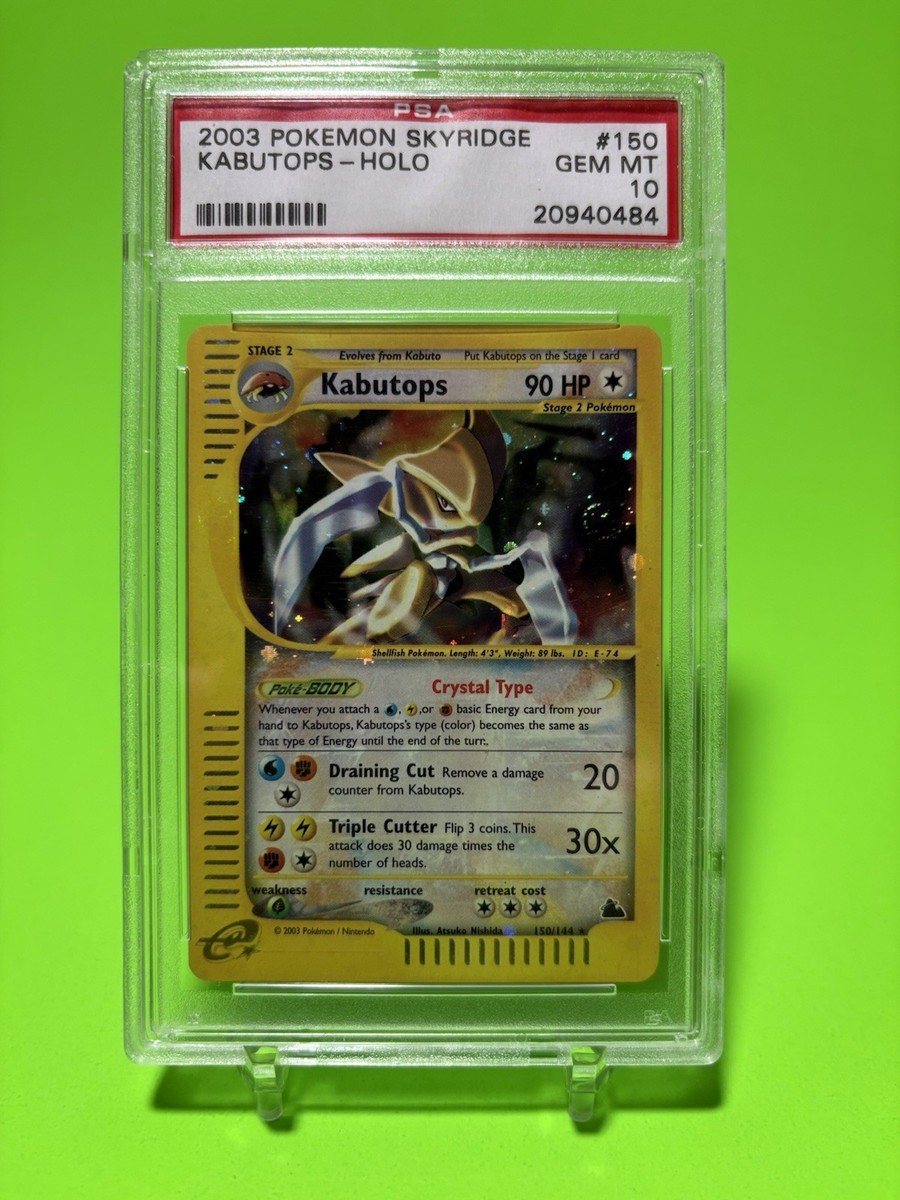 PSA
2003 POKEMON SKYRIDGE #150
KABUTOPS - HOLO GEM MT
10
20940484
STAGE 2 Evolves from Kabuto Put Kabutops on the Stage 1 card
Kabutops 90 HP
Stage 2 Pokémon
Shellfish Pokémon. Length: 4'3", Weight: 89 lbs. ID: E-74
Poké-BODY Crystal Type
Whenever you attach a , ,or basic Energy card from your
hand to Kabutops, Kabutops's type (color) becomes the same as
that type of Energy until the end of the turn.
Draining Cut Remove a damage 20
counter from Kabutops.
Triple Cutter Flip 3 coins. This
attack does 30 damage times the 30x
number of heads.
weakness resistance retreat cost
e © 2003 Pokémon / Nintendo Illus. Atsuko Nishida 150/144 ★
PSA